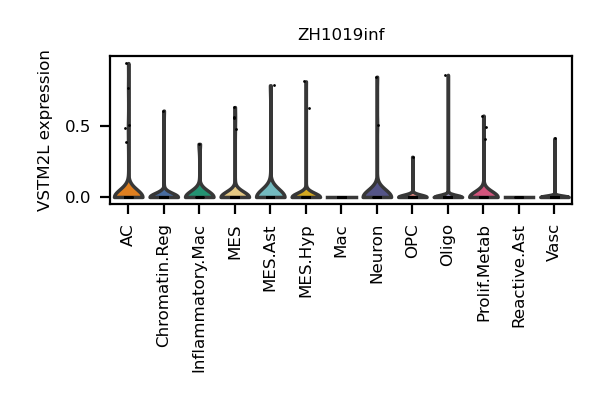 ZH1019inf
VSTM2L expression
0.5
0.0
AC
Chromatin.Reg
Inflammatory.Mac
MES
MES.Ast
MES.Hyp
Mac
Neuron
OPC
Oligo
Prolif.Metab
Reactive.Ast
Vasc